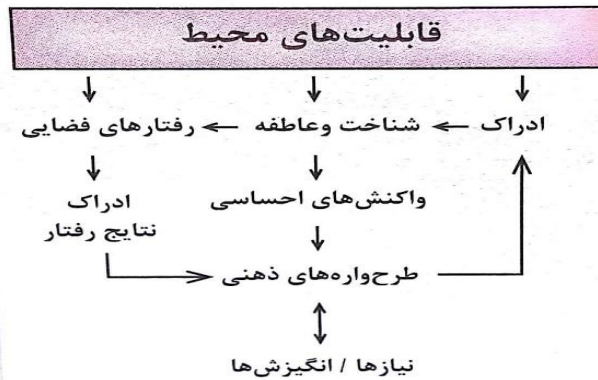 قابلیت‌های محیط
ادراک
شناخت وعاطفه
رفتارهای فضایی
واکنش‌های احساسی
ادراک
نتایج رفتار
طرح‌واره‌های ذهنی
نیازها / انگیزش‌ها